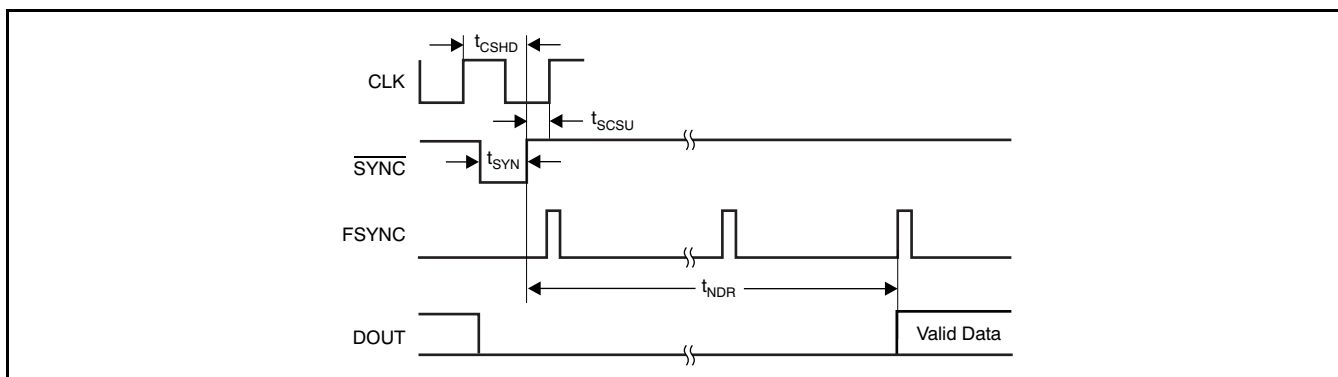 tCSHD
CLK
tSCSU
SYNC
tSYN
FSYNC
tNDR
DOUT
Valid Data